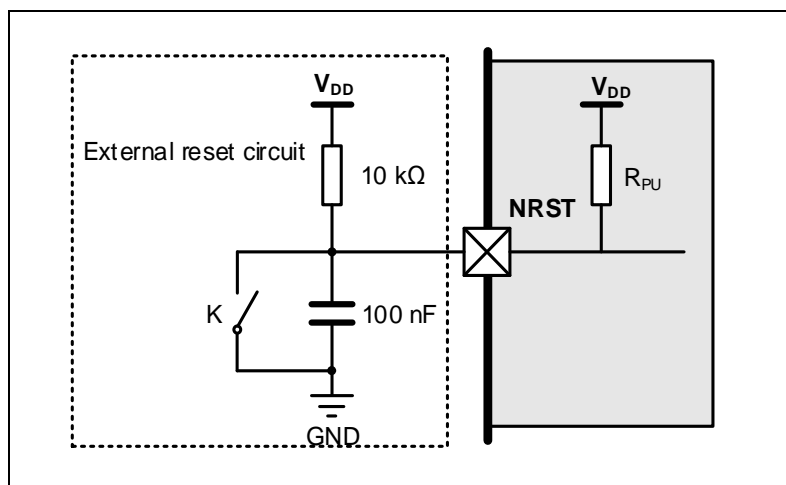 VDD
External reset circuit
10 kΩ
K
100 nF
GND
NRST
VDD
RPU